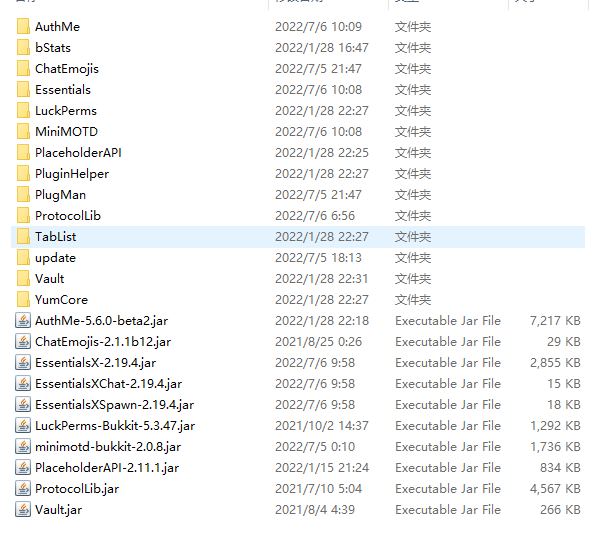 AuthMe 2022/7/6 10:09 文件夹
bStats 2022/1/28 16:47 文件夹
ChatEmojis 2022/7/5 21:47 文件夹
Essentials 2022/7/6 10:08 文件夹
LuckPerms 2022/1/28 22:27 文件夹
MiniMOTD 2022/7/6 10:08 文件夹
PlaceholderAPI 2022/1/28 22:25 文件夹
PluginHelper 2022/1/28 22:27 文件夹
PlugMan 2022/7/5 21:47 文件夹
ProtocolLib 2022/7/6 6:56 文件夹
TabList 2022/1/28 22:27 文件夹
update 2022/7/5 18:13 文件夹
Vault 2022/1/28 22:31 文件夹
YumCore 2022/1/28 22:27 文件夹
AuthMe-5.6.0-beta2.jar 2022/1/28 22:18 Executable Jar File 7,217 KB
ChatEmojis-2.1.1b12.jar 2021/8/25 0:26 Executable Jar File 29 KB
EssentialsX-2.19.4.jar 2022/7/6 9:58 Executable Jar File 2,855 KB
EssentialsXChat-2.19.4.jar 2022/7/6 9:58 Executable Jar File 15 KB
EssentialsXSpawn-2.19.4.jar 2022/7/6 9:58 Executable Jar File 18 KB
LuckPerms-Bukkit-5.3.47.jar 2021/10/2 14:37 Executable Jar File 1,292 KB
minimotd-bukkit-2.0.8.jar 2022/7/5 0:10 Executable Jar File 1,736 KB
PlaceholderAPI-2.11.1.jar 2022/1/15 21:24 Executable Jar File 834 KB
ProtocolLib.jar 2021/7/10 5:04 Executable Jar File 4,567 KB
Vault.jar 2021/8/4 4:39 Executable Jar File 266 KB